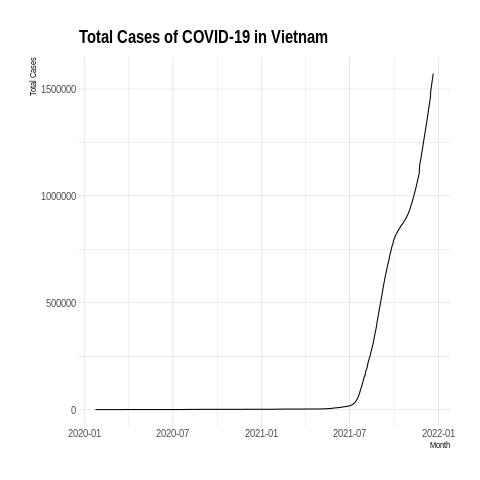 Total Cases of COVID-19 in Vietnam
Total Cases
1500000
1000000
500000
0
2020-01 2020-07 2021-01 2021-07 2022-01
Month